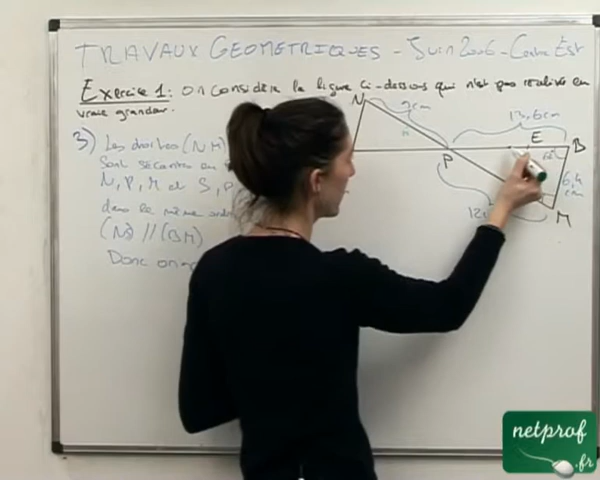 TRAVAUX GEOMETRIQUES - Juin 2006 - Centre Est
Exercice 1: on considère la figure ci-dessous qui n'est pas réalisée en
vraie grandeur.
3) Les droites (NM)
sont sécantes en
N, P, M et S, P
dans le même
(NS) // (BM)
Donc on a
N
9cm
13,6cm
E
B
P
6,4
cm
M
12
netprof
.fr